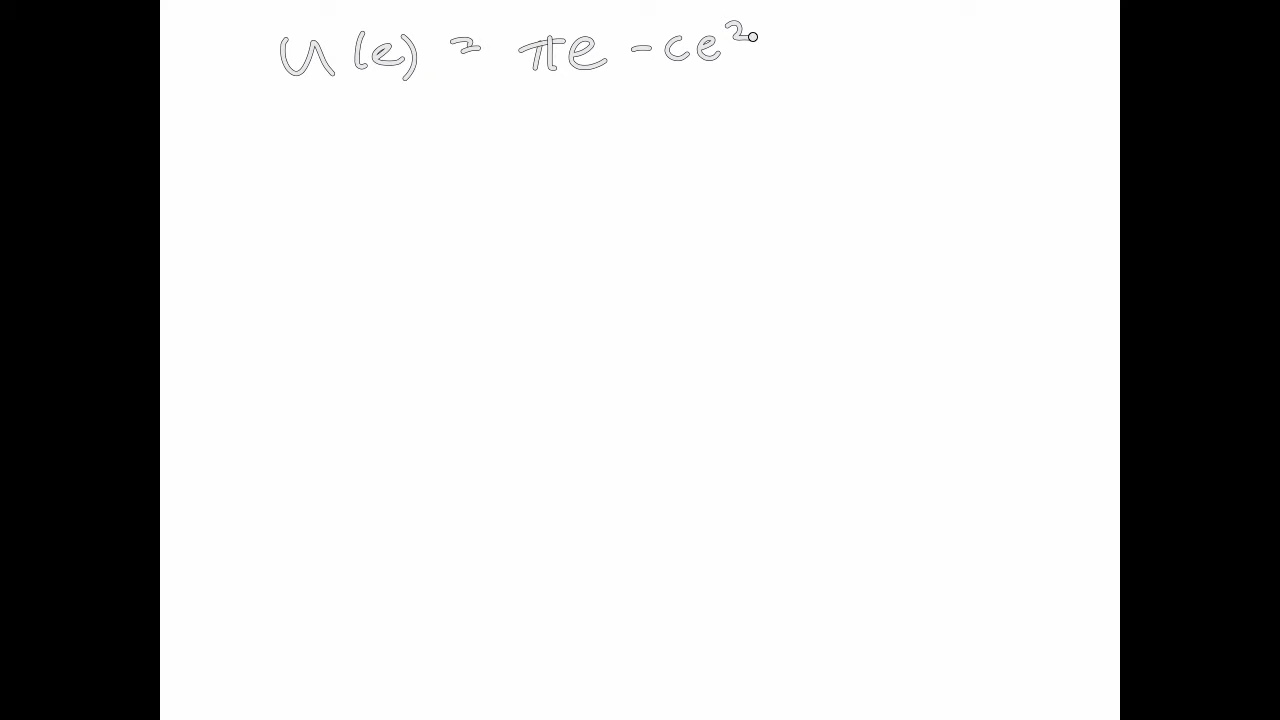 u(e) = πe - ce²